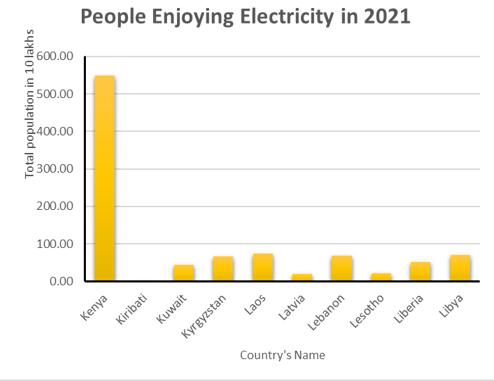 People Enjoying Electricity in 2021
Total population in 10 lakhs
600.00
500.00
400.00
300.00
200.00
100.00
0.00
Kenya
Kiribati
Kuwait
Kyrgyzstan
Laos
Latvia
Lebanon
Lesotho
Liberia
Libya
Country's Name